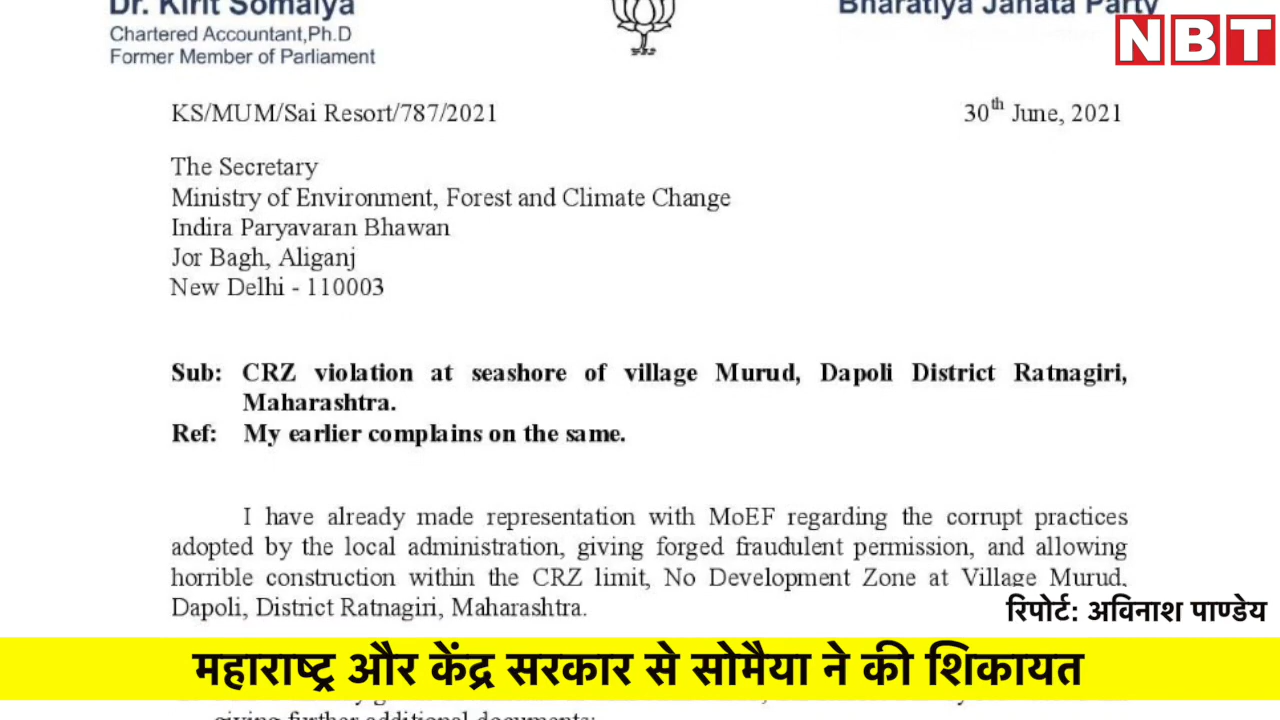 Dr. Kirit Somaiya
Bharatiya Janata Party
Chartered Accountant,Ph.D
Former Member of Parliament
NBT
KS/MUM/Sai Resort/787/2021 30th June, 2021
The Secretary
Ministry of Environment, Forest and Climate Change
Indira Paryavaran Bhawan
Jor Bagh, Aliganj
New Delhi - 110003
Sub: CRZ violation at seashore of village Murud, Dapoli District Ratnagiri,
Maharashtra.
Ref: My earlier complains on the same.
I have already made representation with MoEF regarding the corrupt practices
adopted by the local administration, giving forged fraudulent permission, and allowing
horrible construction within the CRZ limit, No Development Zone at Village Murud,
Dapoli, District Ratnagiri, Maharashtra.
रिपोर्ट: अविनाश पाण्डेय
महाराष्ट्र और केंद्र सरकार से सोमैया ने की शिकायत
giving further additional documents: